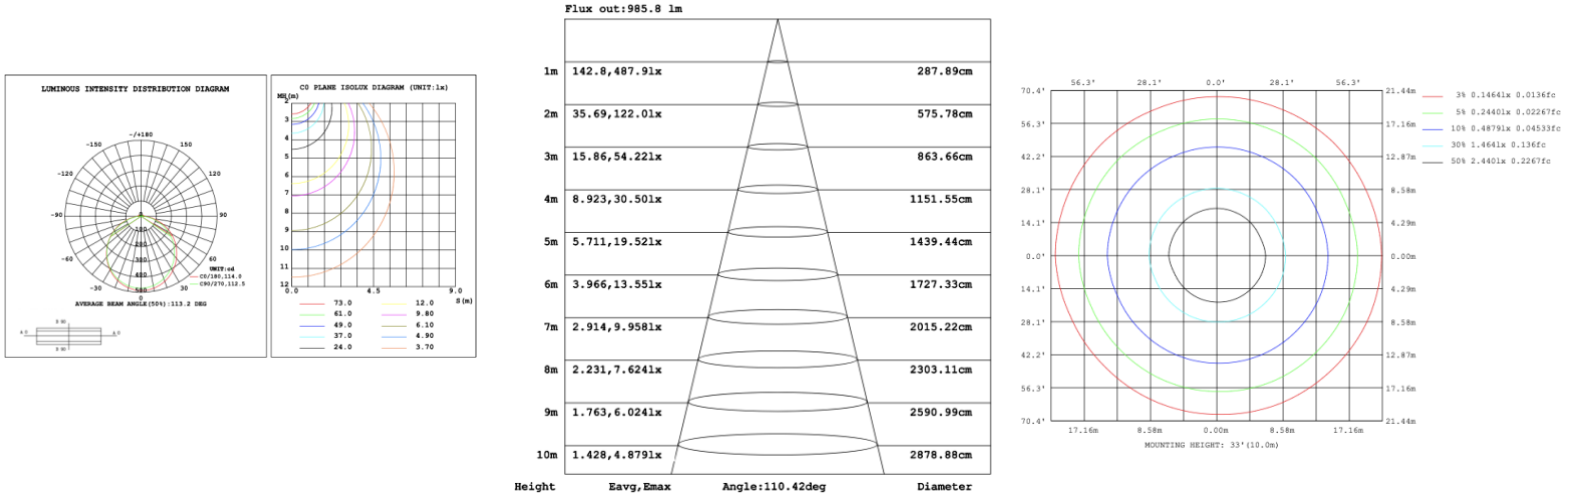 LUMINOUS INTENSITY DISTRIBUTION DIAGRAM
-/+180
-150 150
-120 120
-90 90
-60 60
-30 30
0
UNIT:cd
C0/180,114.0
C90/270,112.5
AVERAGE BEAM ANGLE(50%):113.2 DEG
C0 PLANE ISOLUX DIAGRAM (UNIT:lx)
MH(m)
2
3
4
5
6
7
8
9
10
11
12
0.0 4.5 9.0
S(m)
73.0 12.0
61.0 9.80
49.0 6.10
37.0 4.90
24.0 3.70
Flux out:985.8 lm
1m 142.8,487.9lx 287.89cm
2m 35.69,122.0lx 575.78cm
3m 15.86,54.22lx 863.66cm
4m 8.923,30.50lx 1151.55cm
5m 5.711,19.52lx 1439.44cm
6m 3.966,13.55lx 1727.33cm
7m 2.914,9.958lx 2015.22cm
8m 2.231,7.624lx 2303.11cm
9m 1.763,6.024lx 2590.99cm
10m 1.428,4.879lx 2878.88cm
Height Eavg,Emax Angle:110.42deg Diameter
56.3' 28.1' 0.0' 28.1' 56.3'
70.4' 21.44m
56.3' 17.16m
42.2' 12.87m
28.1' 8.58m
14.1' 4.29m
0.0' 0.00m
14.1' 4.29m
28.1' 8.58m
42.2' 12.87m
56.3' 17.16m
70.4' 21.44m
17.16m 8.58m 0.00m 8.58m 17.16m
MOUNTING HEIGHT: 33'(10.0m)
3% 0.1464lx 0.0136fc
5% 0.2440lx 0.02267fc
10% 0.4879lx 0.04533fc
30% 1.464lx 0.136fc
50% 2.440lx 0.2267fc